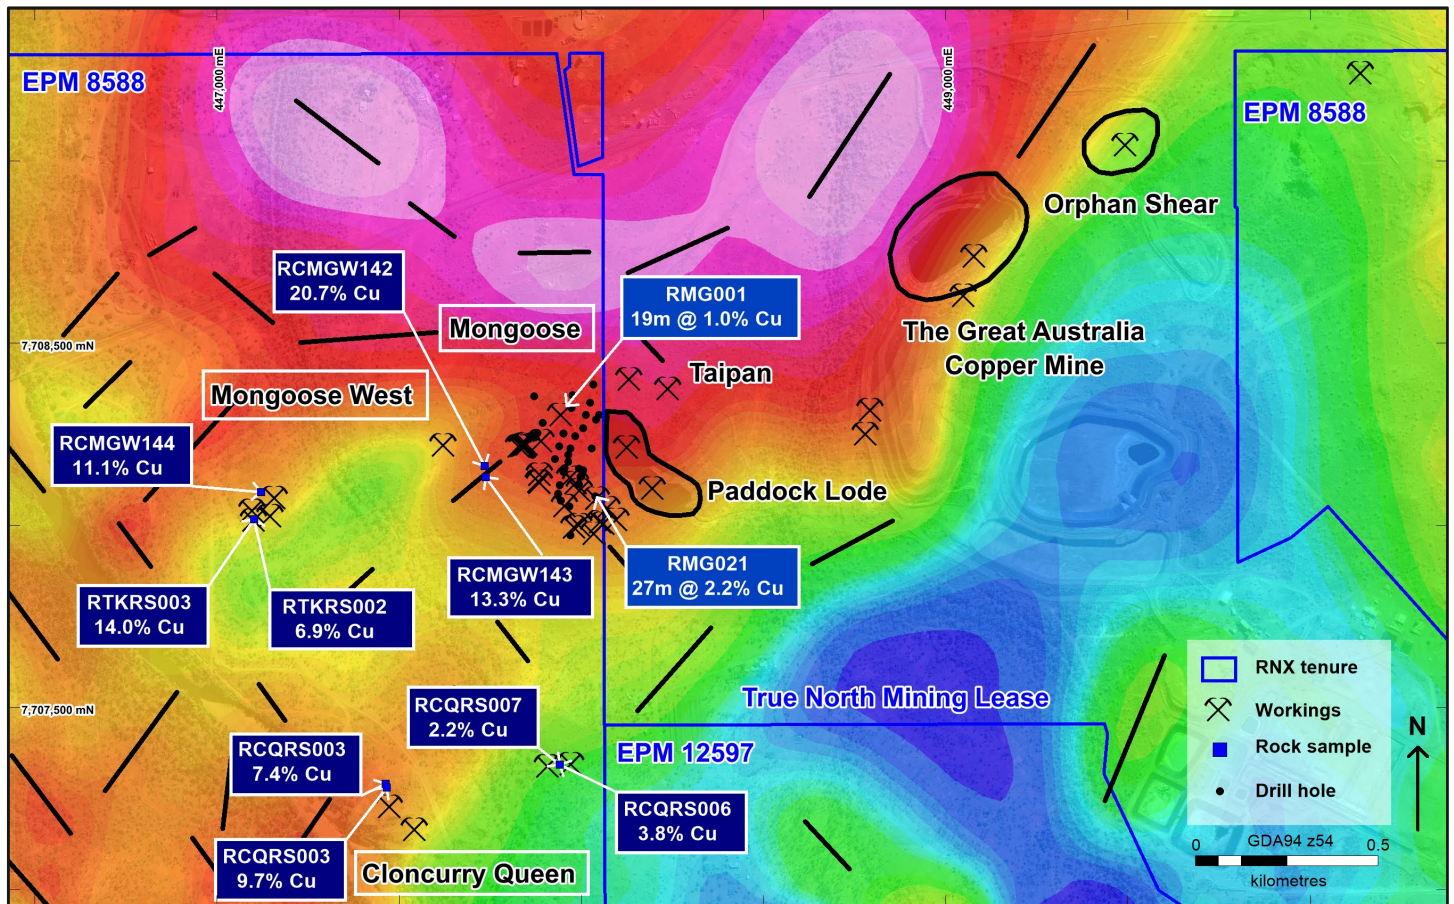 EPM 8588
447,000 mE
449,000 mE
EPM 8588
Orphan Shear
RCMGW142
20.7% Cu
RMG001
19m @ 1.0% Cu
Mongoose
The Great Australia
Copper Mine
7,708,500 mN
Taipan
Mongoose West
RCMGW144
11.1% Cu
Paddock Lode
RMG021
27m @ 2.2% Cu
RCMGW143
13.3% Cu
RTKRS003
14.0% Cu
RTKRS002
6.9% Cu
7,707,500 mN
True North Mining Lease
RCQRS007
2.2% Cu
RCQRS003
7.4% Cu
EPM 12597
RCQRS006
3.8% Cu
RCQRS003
9.7% Cu
Cloncurry Queen
RNX tenure
Workings
Rock sample
Drill hole
N
GDA94 z54
0 0.5
kilometres